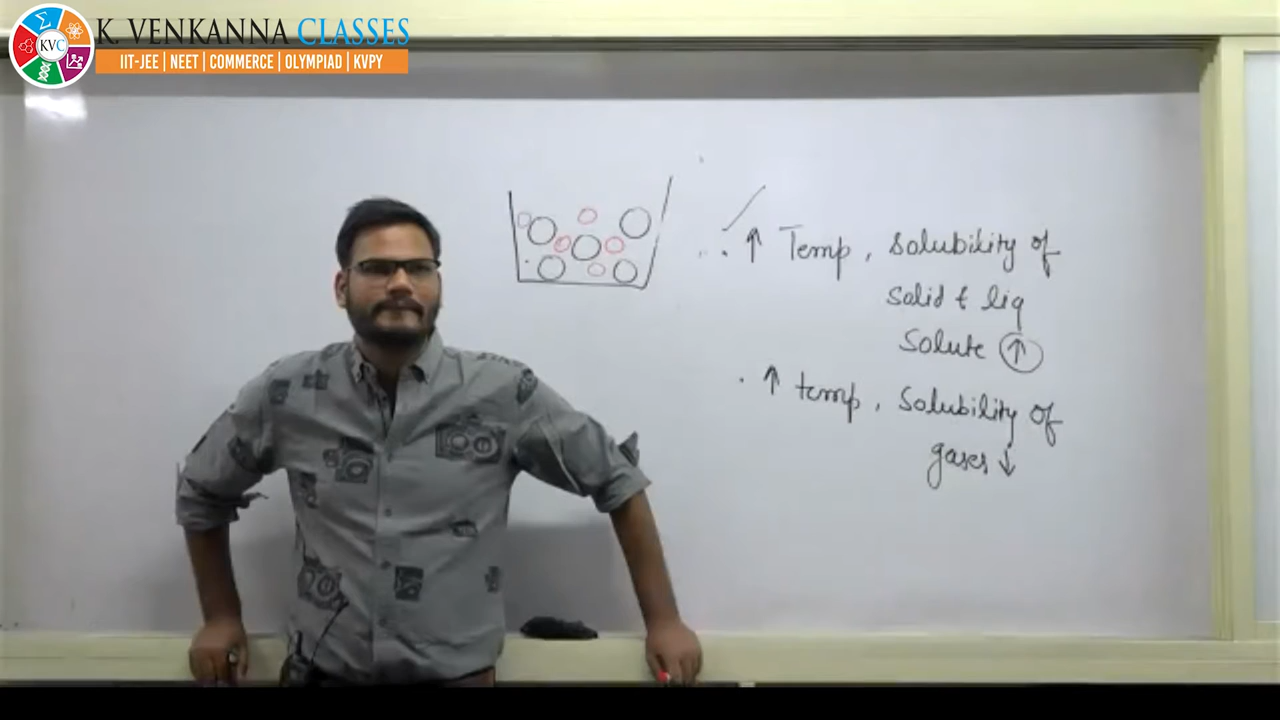 KVC
K. VENKANNA CLASSES
IIT-JEE | NEET | COMMERCE | OLYMPIAD | KVPY
↑ Temp, Solubility of
Solid & liq
Solute ↑
· ↑ temp, Solubility of
gases ↓